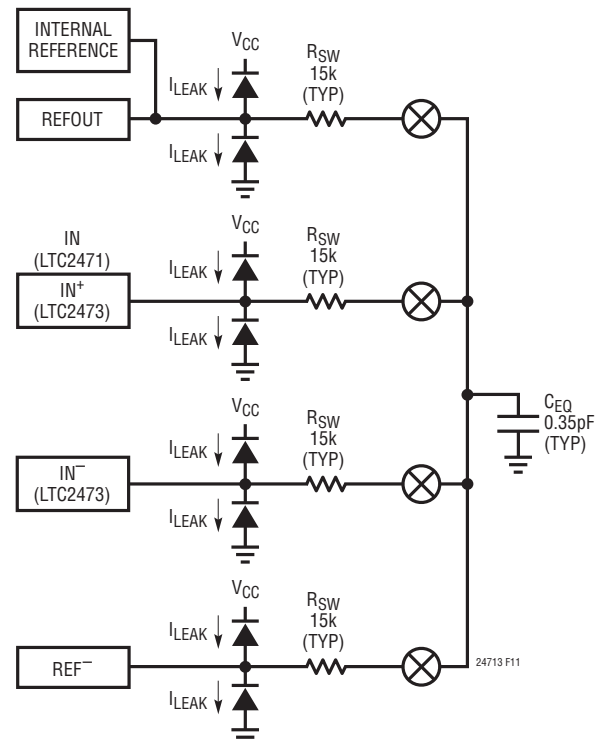 INTERNAL
REFERENCE
REFOUT
VCC
ILEAK
ILEAK
RSW
15k
(TYP)
IN
(LTC2471)
IN+
(LTC2473)
VCC
ILEAK
ILEAK
RSW
15k
(TYP)
CEQ
0.35pF
(TYP)
IN−
(LTC2473)
VCC
ILEAK
ILEAK
RSW
15k
(TYP)
REF−
VCC
ILEAK
ILEAK
RSW
15k
(TYP)
24713 F11